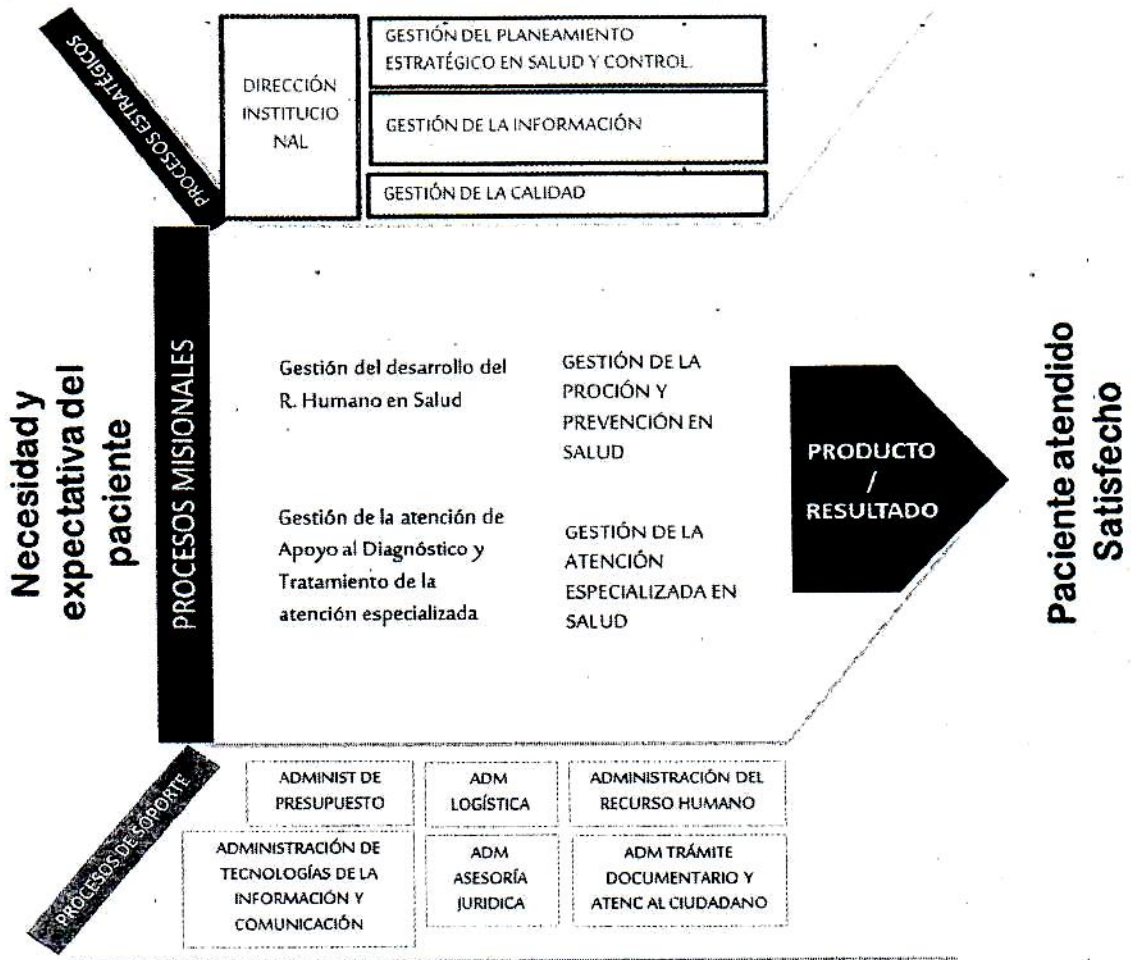 PROCESOS ESTRATÉGICOS
DIRECCIÓN
INSTITUCIO
NAL
GESTIÓN DEL PLANEAMIENTO
ESTRATÉGICO EN SALUD Y CONTROL.
GESTIÓN DE LA INFORMACIÓN
GESTIÓN DE LA CALIDAD
Necesidad y
expectativa del
paciente
PROCESOS MISIONALES
Gestión del desarrollo del
R. Humano en Salud
GESTIÓN DE LA
PROCIÓN Y
PREVENCIÓN EN
SALUD
Gestión de la atención de
Apoyo al Diagnóstico y
Tratamiento de la
atención especializada
GESTIÓN DE LA
ATENCIÓN
ESPECIALIZADA EN
SALUD
PRODUCTO
/
RESULTADO
Paciente atendido
Satisfecho
PROCESOS DE SOPORTE
ADMINIST DE
PRESUPUESTO
ADM
LOGÍSTICA
ADMINISTRACIÓN DEL
RECURSO HUMANO
ADMINISTRACIÓN DE
TECNOLOGÍAS DE LA
INFORMACIÓN Y
COMUNICACIÓN
ADM
ASESORÍA
JURIDICA
ADM TRÁMITE
DOCUMENTARIO Y
ATENC AL CIUDADANO